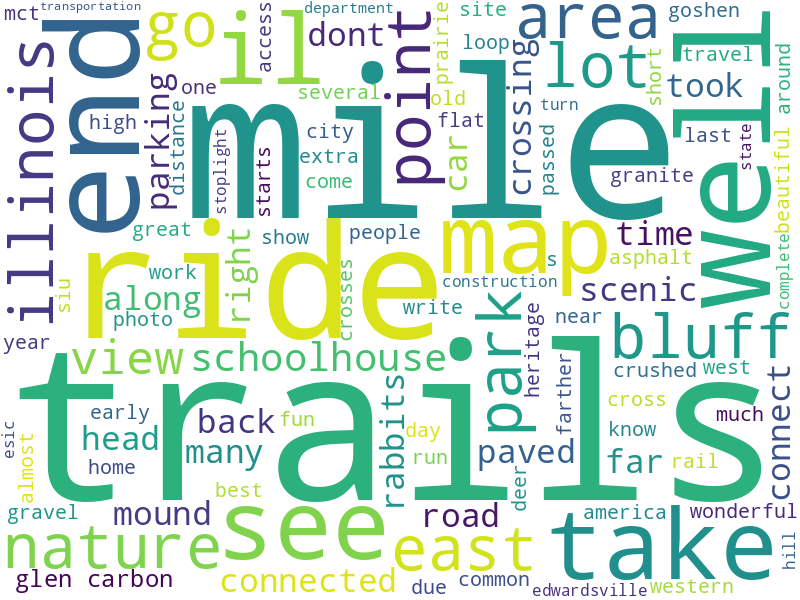 mct
transportation
go
il
access
department
dont
point
prairie
site
area
goshen
loop
lot
travel
around
well
illinois
end
high
parking
distance
one
several
old
flat
mile
city
extra
come
stoplight
starts
car
crossing
turn
passed
short
took
last
state
granite
beautiful
great
show
people
map
time
asphalt
siu
work
along
photo
right
ride
crosses
write
s
construction
scenic
complete
year
view
schoolhouse
park
heritage
near
bluff
trails
crushed
west
connect
early
head
home
back
many
fun
rabbits
day
run
paved
farther
cross
know
far
rail
much
esic
almost
best
deer
gravel
mound
see
road
america
wonderful
nature
east
take
hill
glen carbon
connected
due
common
edwardsville
western